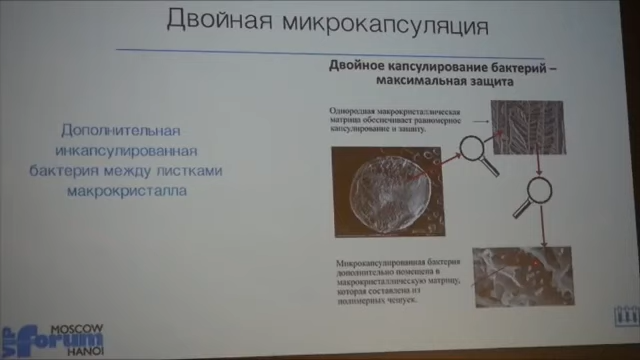 Двойная микрокапсуляция
Двойное капсулирование бактерий –
максимальная защита
Однородная макрокристаллическая
матрица обеспечивает равномерное
капсулирование и защиту.
Дополнительная
инкапсулированная
бактерия между листками
макрокристалла
Микрокапсулированная бактерия
дополнительно помещена в
макрокристаллическую матрицу,
которая составлена из
полимерных чешуек.
VIP forum
MOSCOW
HANOI